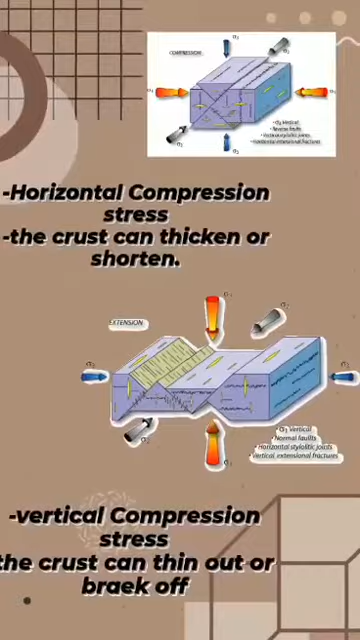 COMPRESSION
-Horizontal Compression
stress
-the crust can thicken or
shorten.
EXTENSION
Vertical
• Normal faults
• Horizontal stylolitic joints
Vertical extensional fractures
-vertical Compression
stress
the crust can thin out or
braek off